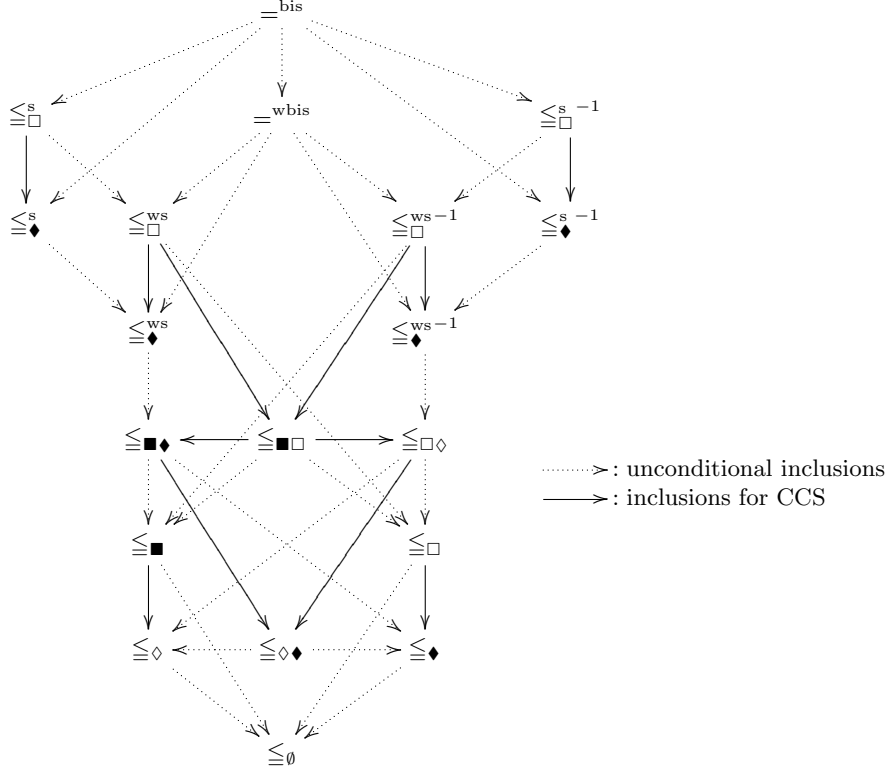 =bis
≦s□ =wbis ≦s□−1
≦s♦ ≦ws□ ≦ws□−1 ≦s♦−1
≦ws♦ ≦ws♦−1
≦■♦ ≦■□ ≦□◇
: unconditional inclusions
: inclusions for CCS
≦■ ≦□
≦◇ ≦◇♦ ≦♦
≦∅